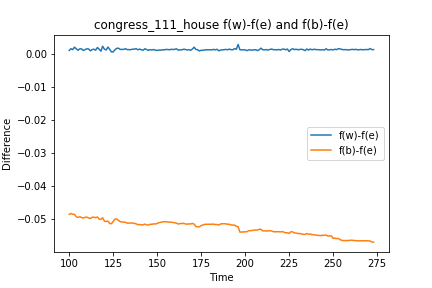 congress_111_house f(w)-f(e) and f(b)-f(e)
Difference
0.00
−0.01
−0.02
−0.03
−0.04
−0.05
f(w)-f(e)
f(b)-f(e)
100 125 150 175 200 225 250 275
Time